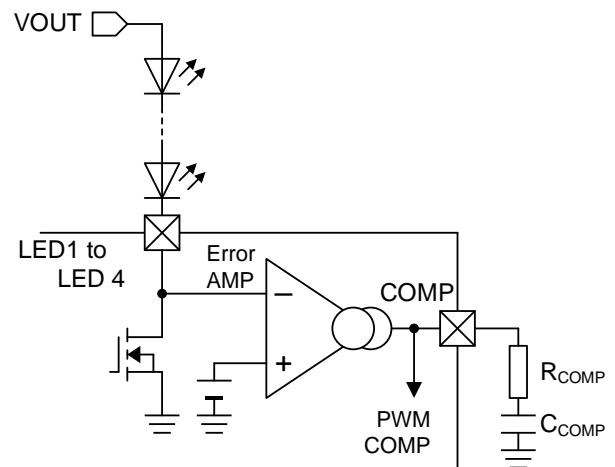 VOUT
LED1 to
LED 4
Error
AMP
−
+
COMP
PWM
COMP
RCOMP
CCOMP